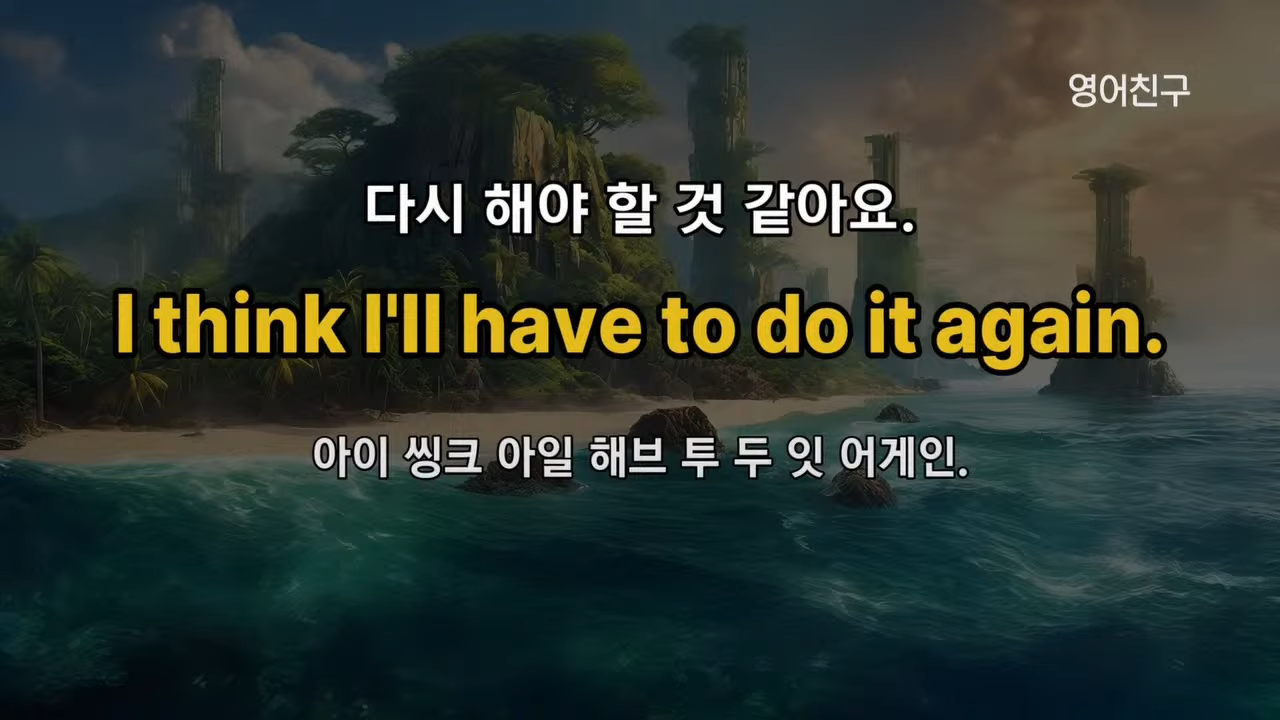 영어친구
다시 해야 할 것 같아요.
I think I'll have to do it again.
아이 씽크 아일 해브 투 두 잇 어게인.